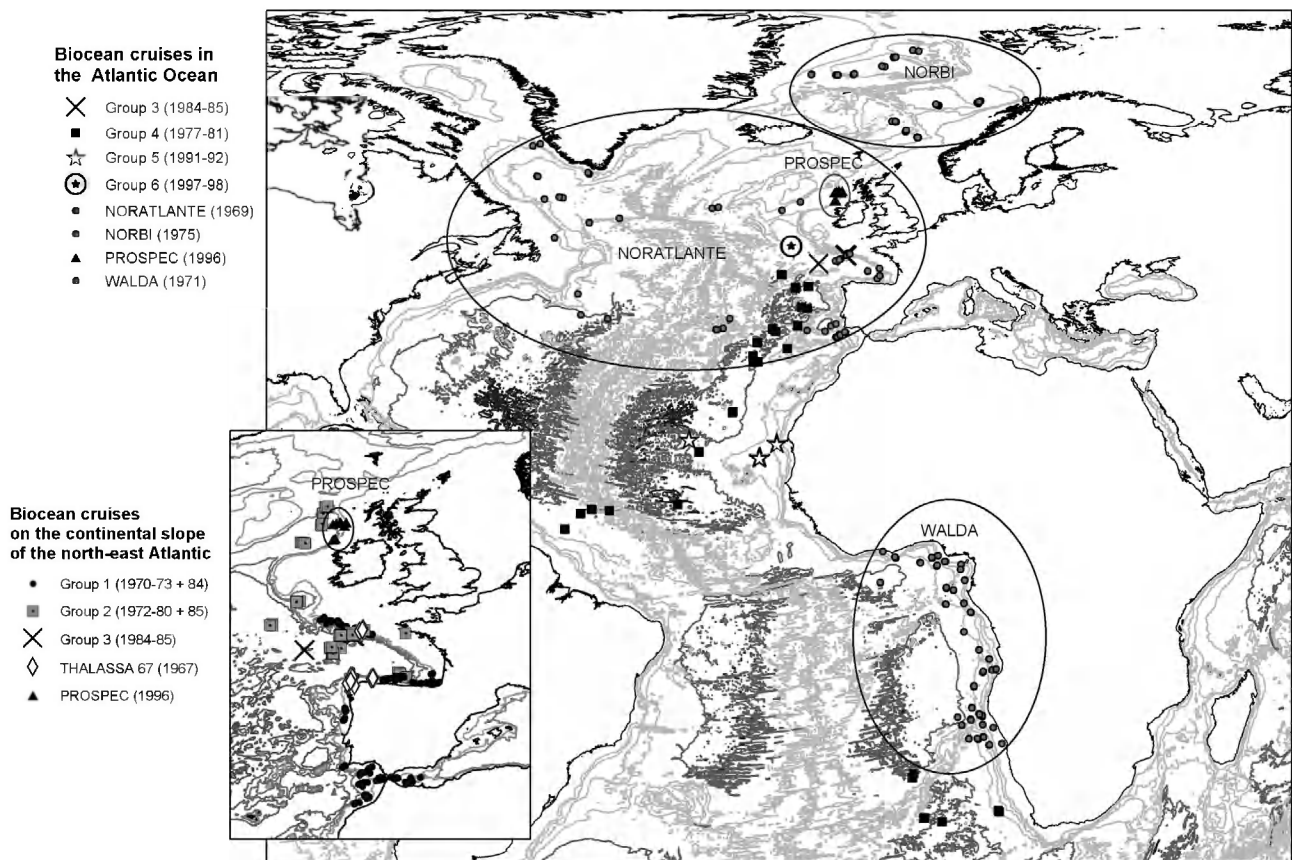 Biocean cruises in
the Atlantic Ocean
Group 3 (1984-85)
Group 4 (1977-81)
Group 5 (1991-92)
Group 6 (1997-98)
NORATLANTE (1969)
NORBI (1975)
PROSPEC (1996)
WALDA (1971)
NORBI
PROSPEC
NORATLANTE
WALDA
PROSPEC
Biocean cruises
on the continental slope
of the north-east Atlantic
Group 1 (1970-73 + 84)
Group 2 (1972-80 + 85)
Group 3 (1984-85)
THALASSA 67 (1967)
PROSPEC (1996)